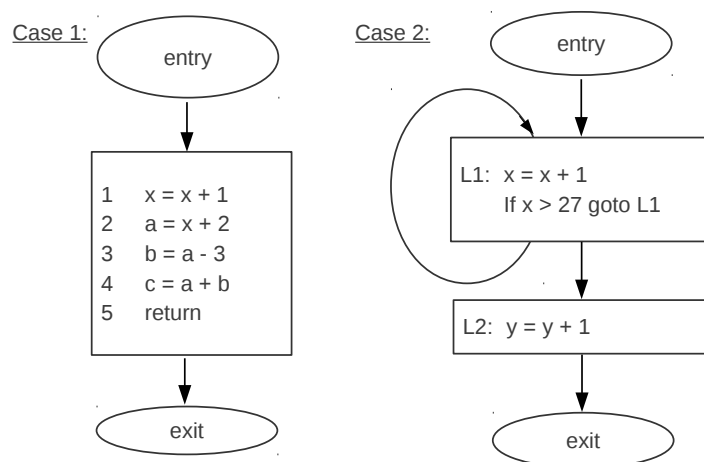 Case 1:
entry
1 x = x + 1
2 a = x + 2
3 b = a - 3
4 c = a + b
5 return
exit
Case 2:
entry
L1: x = x + 1
If x > 27 goto L1
L2: y = y + 1
exit